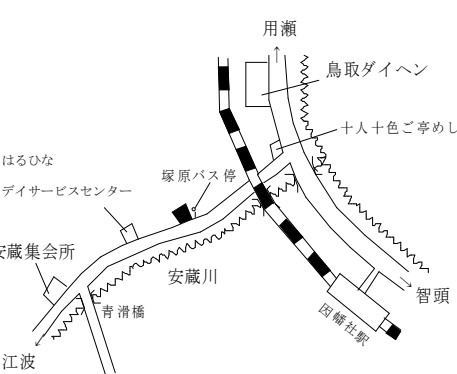 用瀬
鳥取ダイヘン
十人十色ご亭めし
はるひな
デイサービスセンター
塚原バス停
安蔵集会所
安蔵川
青滑橋
智頭
因幡社駅
江波